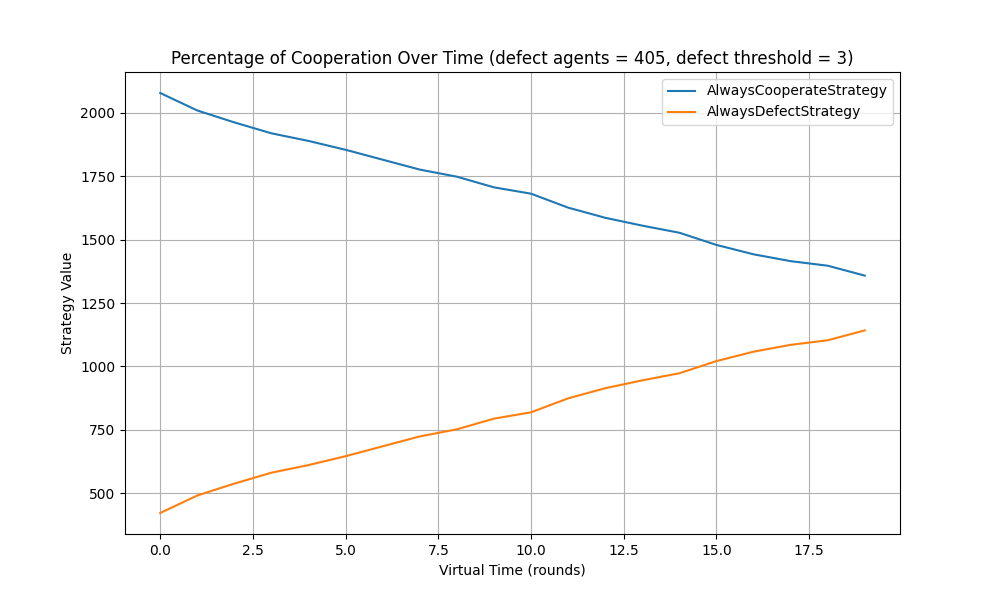 Percentage of Cooperation Over Time (defect agents = 405, defect threshold = 3)
AlwaysCooperateStrategy
AlwaysDefectStrategy
Strategy Value
2000
1750
1500
1250
1000
750
500
0.0 2.5 5.0 7.5 10.0 12.5 15.0 17.5
Virtual Time (rounds)